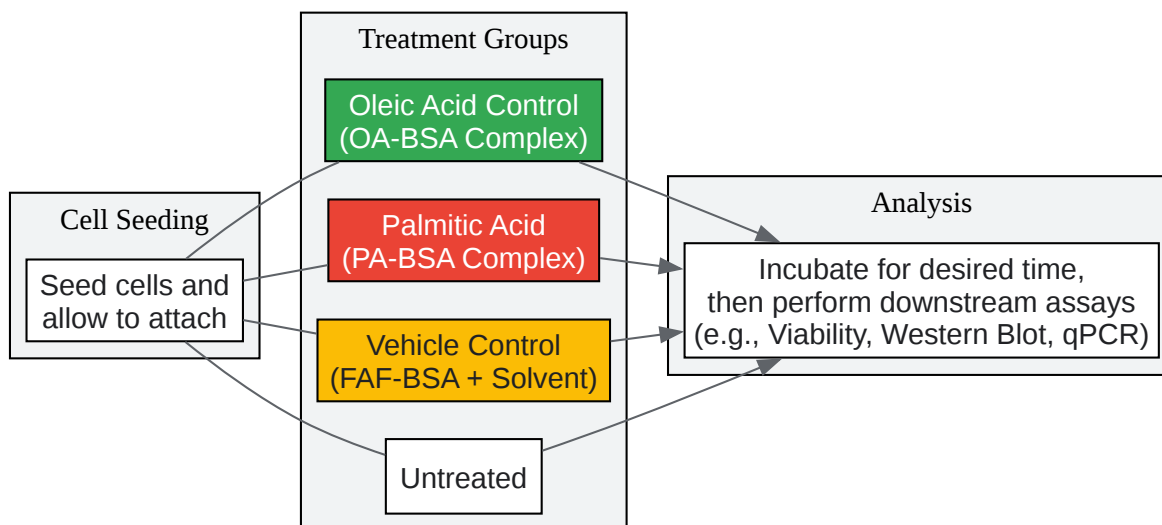 Cell Seeding
Seed cells and
allow to attach
Treatment Groups
Oleic Acid Control
(OA-BSA Complex)
Palmitic Acid
(PA-BSA Complex)
Vehicle Control
(FAF-BSA + Solvent)
Untreated
Analysis
Incubate for desired time,
then perform downstream assays
(e.g., Viability, Western Blot, qPCR)